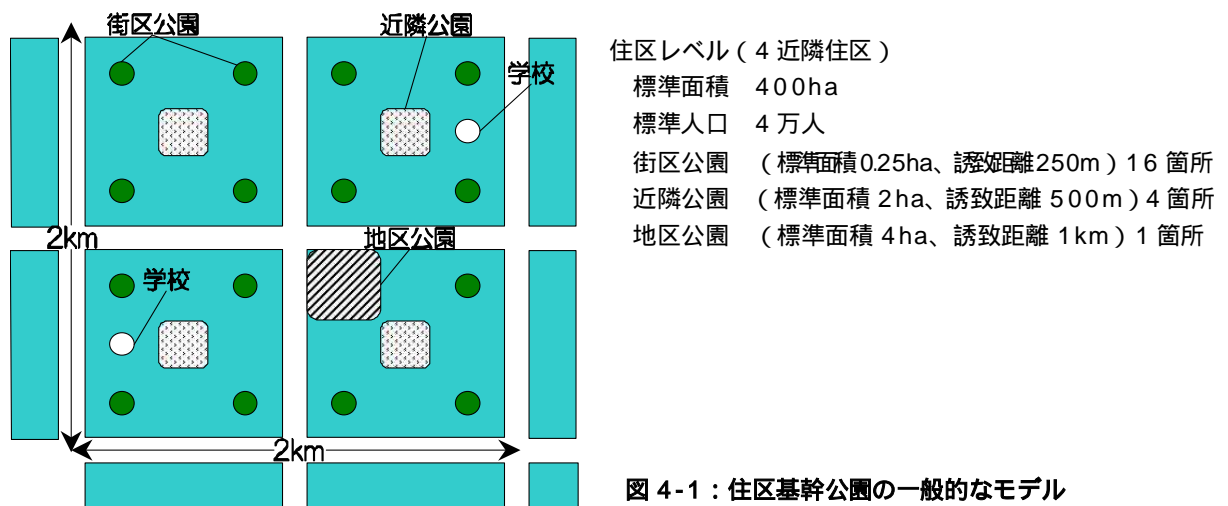 街区公園
近隣公園
学校
2km
地区公園
学校
2km
住区レベル(4近隣住区)
標準面積 400ha
標準人口 4万人
街区公園 (標準面積0.25ha、誘致距離250m)16箇所
近隣公園 (標準面積2ha、誘致距離500m)4箇所
地区公園 (標準面積4ha、誘致距離1km)1箇所
図4-1:住区基幹公園の一般的なモデル